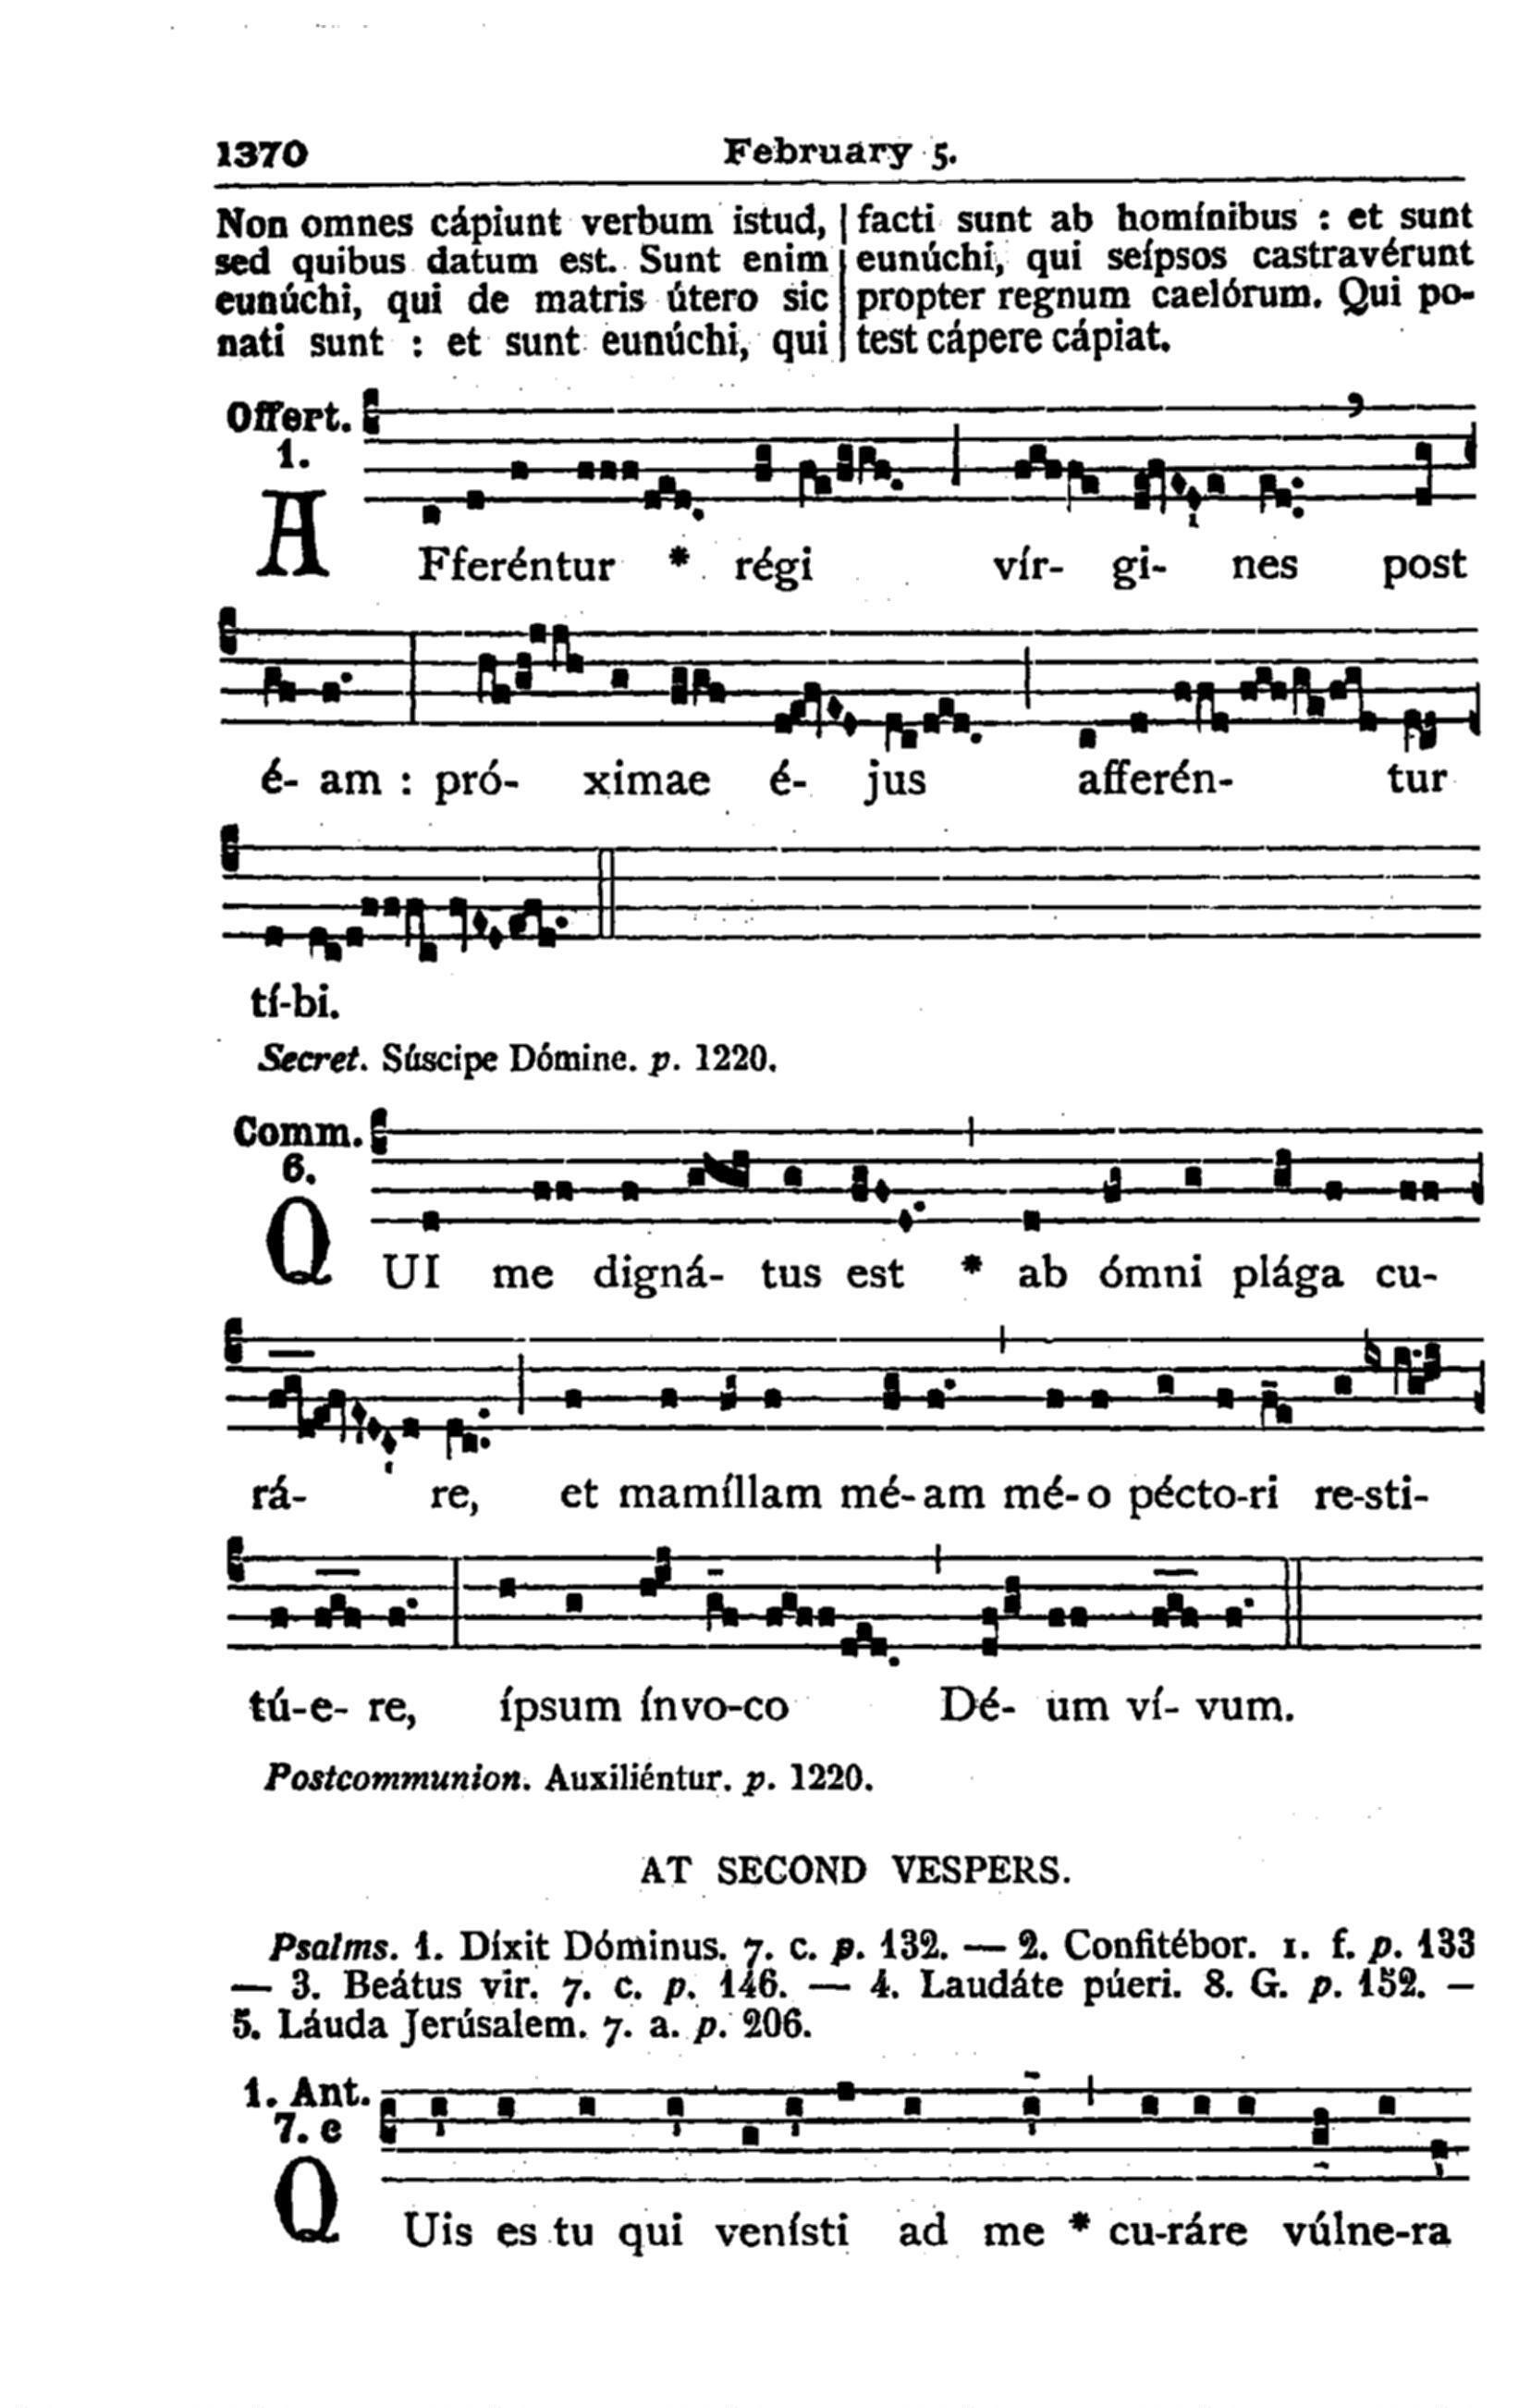 1370
February 5.
Non omnes cápiunt verbum istud,
sed quibus datum est. Sunt enim
eunúchi, qui de matris útero sic
nati sunt : et sunt eunúchi, qui
facti sunt ab homínibus : et sunt
eunúchi, qui seípsos castravérunt
propter regnum caelórum. Qui po-
test cápere cápiat.
Offert.
1.
A
Fferéntur * régi vír- gi- nes post
é- am : pró- ximae é- jus afferén- tur
tí-bi.
Secret. Súscipe Dómine. p. 1220.
Comm.
6.
QUI me digná- tus est * ab ómni plága cu-
rá- re, et mamíllam mé-am mé-o pécto-ri re-sti-
tú-e- re, ípsum ínvo-co Dé- um ví- vum.
Postcommunion. Auxiliéntur. p. 1220.
AT SECOND VESPERS.
Psalms. 1. Díxit Dóminus. 7. c. p. 132. — 2. Confitébor. 1. f. p. 133
— 3. Beátus vir. 7. c. p. 146. — 4. Laudáte púeri. 8. G. p. 152. —
5. Láuda Jerúsalem. 7. a. p. 206.
1. Ant.
7. c
QUis es tu qui venísti ad me * cu-ráre vúlne-ra